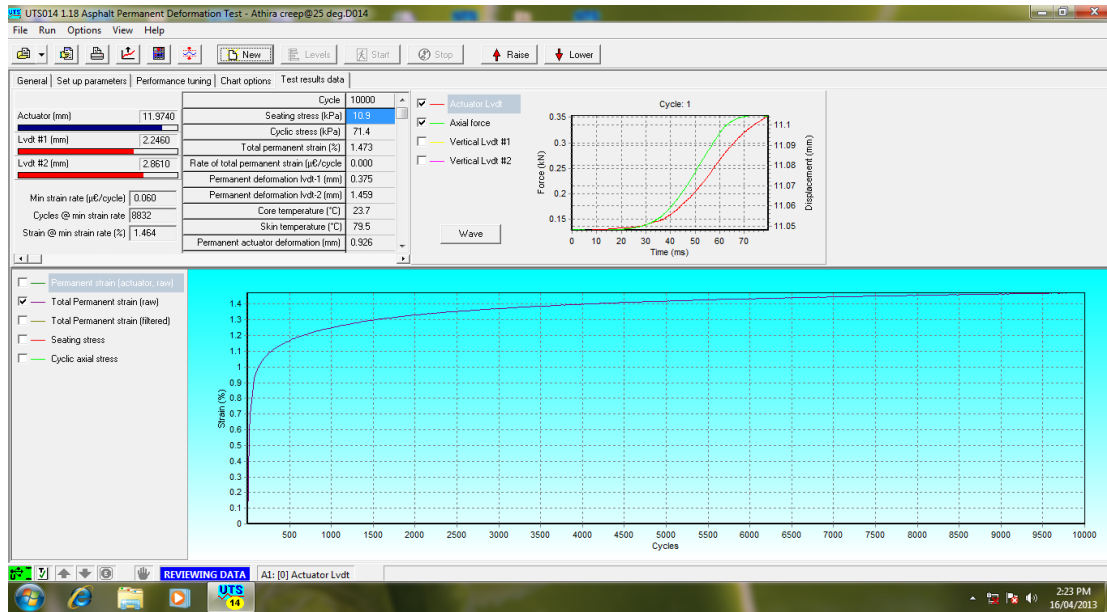 UTS014 1.18 Asphalt Permanent Deformation Test - Athira creep@25 deg.D014
File Run Options View Help
New Levels Start Stop Raise Lower
General Set up parameters Performance tuning Chart options Test results data
Actuator (mm) 11.9740
Lvdt #1 (mm) 2.2460
Lvdt #2 (mm) 2.8610
Min strain rate (µ€/cycle) 0.060
Cycles @ min strain rate 8832
Strain @ min strain rate (%) 1.464
Cycle 10000
Seating stress (kPa) 10.9
Cyclic stress (kPa) 71.4
Total permanent strain (%) 1.473
Rate of total permanent strain (µ€/cycle 0.000
Permanent deformation lvdt-1 (mm) 0.375
Permanent deformation lvdt-2 (mm) 1.459
Core temperature (°C) 23.7
Skin temperature (°C) 79.5
Permanent actuator deformation (mm) 0.926
Actuator Lvdt
Axial force
Vertical Lvdt #1
Vertical Lvdt #2
Wave
Cycle: 1
Force (kN)
0.35
0.3
0.25
0.2
0.15
11.1
11.09
11.08
11.07
11.06
11.05
Displacement (mm)
0 10 20 30 40 50 60 70
Time (ms)
Permanent strain (actuator, raw)
Total Permanent strain (raw)
Total Permanent strain (filtered)
Seating stress
Cyclic axial stress
Strain (%)
1.4
1.3
1.2
1.1
1
0.9
0.8
0.7
0.6
0.5
0.4
0.3
0.2
0.1
0
500 1000 1500 2000 2500 3000 3500 4000 4500 5000 5500 6000 6500 7000 7500 8000 8500 9000 9500 10000
Cycles
REVIEWING DATA A1: [0] Actuator Lvdt
UTS
14
2:23 PM
16/04/2013